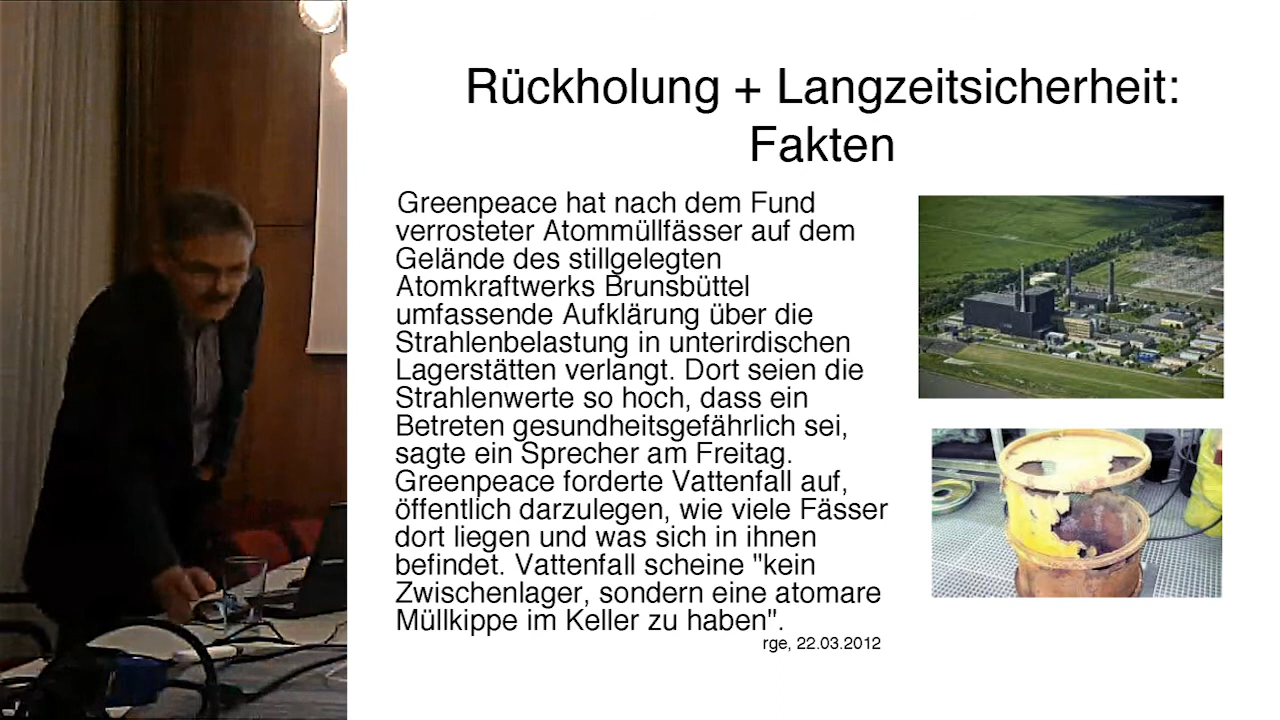 Rückholung + Langzeitsicherheit:
Fakten
Greenpeace hat nach dem Fund
verrosteter Atommüllfässer auf dem
Gelände des stillgelegten
Atomkraftwerks Brunsbüttel
umfassende Aufklärung über die
Strahlenbelastung in unterirdischen
Lagerstätten verlangt. Dort seien die
Strahlenwerte so hoch, dass ein
Betreten gesundheitsgefährlich sei,
sagte ein Sprecher am Freitag.
Greenpeace forderte Vattenfall auf,
öffentlich darzulegen, wie viele Fässer
dort liegen und was sich in ihnen
befindet. Vattenfall scheine "kein
Zwischenlager, sondern eine atomare
Müllkippe im Keller zu haben".
rge, 22.03.2012